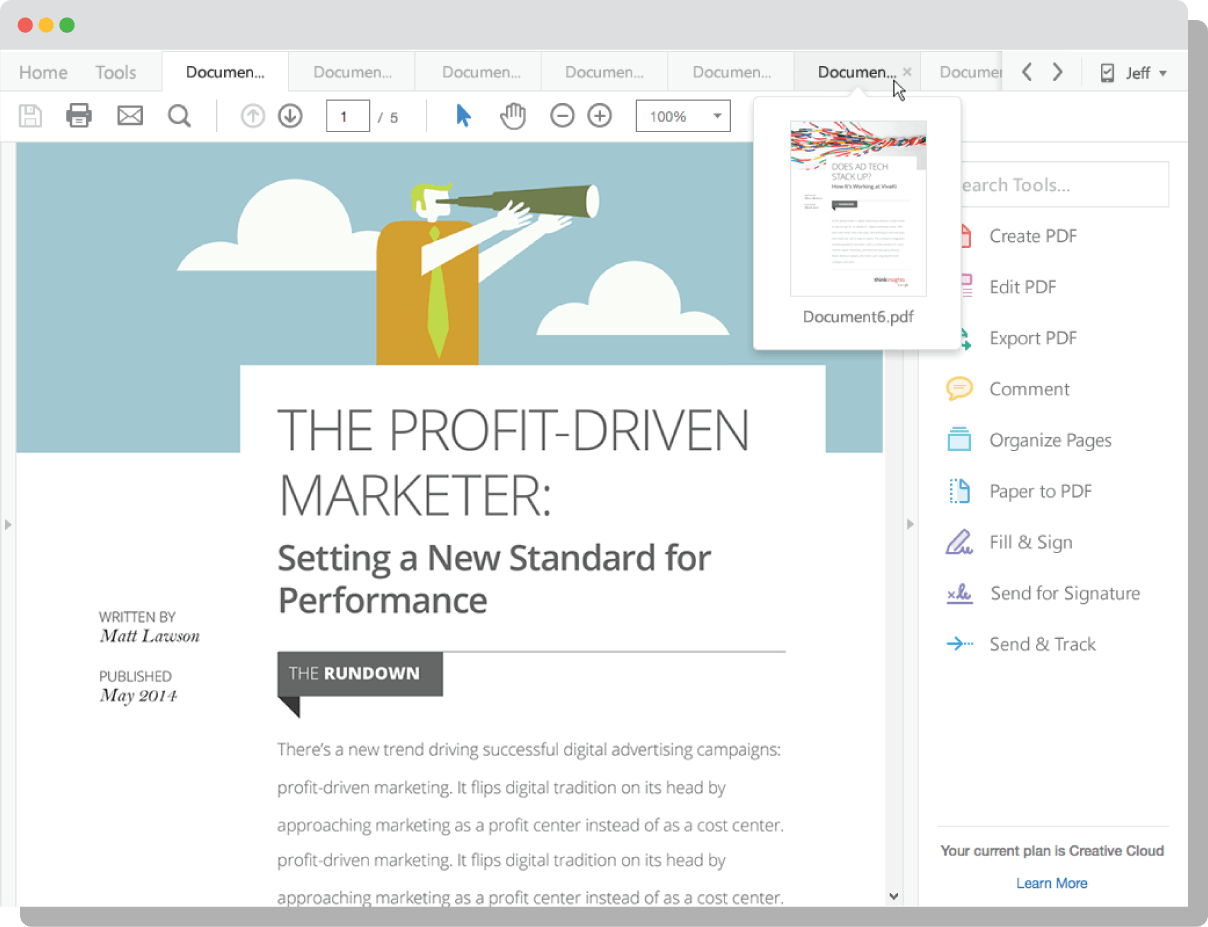 Home Tools Documen... Documen... Documen... Documen... Documen... Documen... × Documen Jeff
1 / 5 100%
DOES AD TECH
STACK UP?
How It's Working at VivaKi
thinkinsights
Document6.pdf
earch Tools...
Create PDF
Edit PDF
Export PDF
Comment
Organize Pages
Paper to PDF
Fill & Sign
Send for Signature
Send & Track
Your current plan is Creative Cloud
Learn More
THE PROFIT-DRIVEN
MARKETER:
Setting a New Standard for
Performance
WRITTEN BY
Matt Lawson
PUBLISHED
May 2014
THE RUNDOWN
There's a new trend driving successful digital advertising campaigns:
profit-driven marketing. It flips digital tradition on its head by
approaching marketing as a profit center instead of as a cost center.
profit-driven marketing. It flips digital tradition on its head by
approaching marketing as a profit center instead of as a cost center.